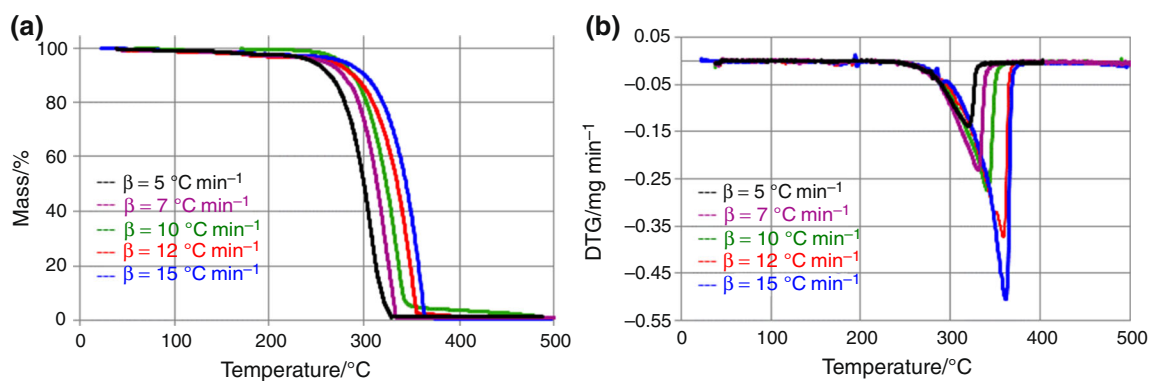 (a)
100
80
60
40
20
0
Mass/%
β = 5 °C min⁻¹
β = 7 °C min⁻¹
β = 10 °C min⁻¹
β = 12 °C min⁻¹
β = 15 °C min⁻¹
0 100 200 300 400 500
Temperature/°C
(b)
0.05
−0.05
−0.15
−0.25
−0.35
−0.45
−0.55
DTG/mg min⁻¹
β = 5 °C min⁻¹
β = 7 °C min⁻¹
β = 10 °C min⁻¹
β = 12 °C min⁻¹
β = 15 °C min⁻¹
0 100 200 300 400 500
Temperature/°C